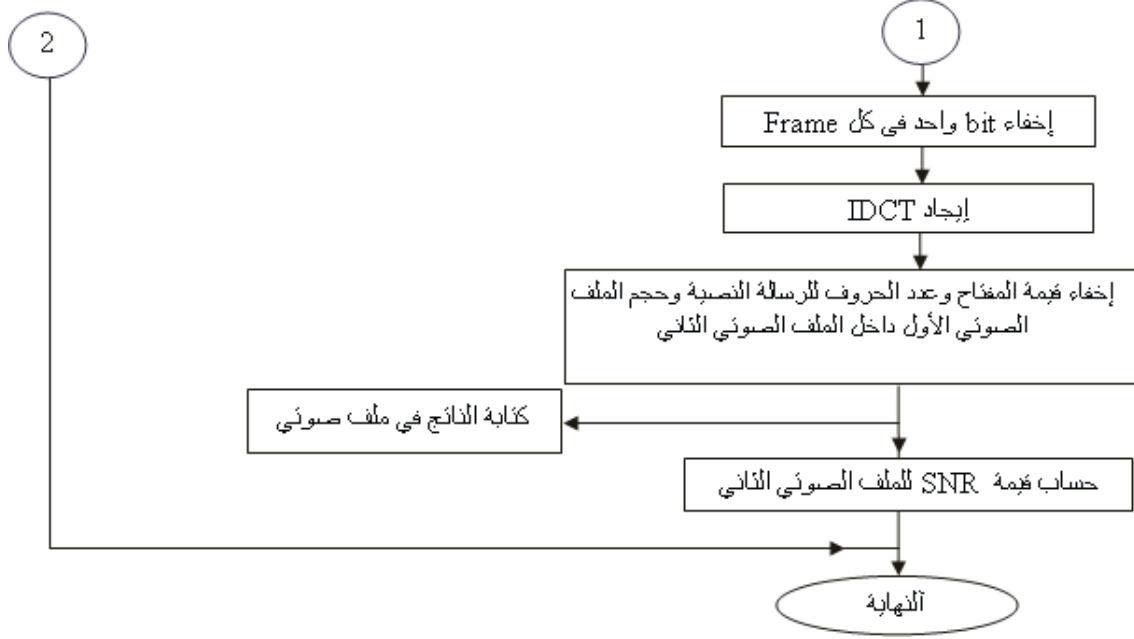 1
2
إخفاء bit واحد في كل Frame
إيجاد IDCT
إخفاء قيمة المفتاح وعدد الحروف للرسالة النصية وحجم الملف
الصوتي الأول داخل الملف الصوتي الثاني
كتابة الناتج في ملف صوتي
حساب قيمة SNR للملف الصوتي الثاني
النهاية